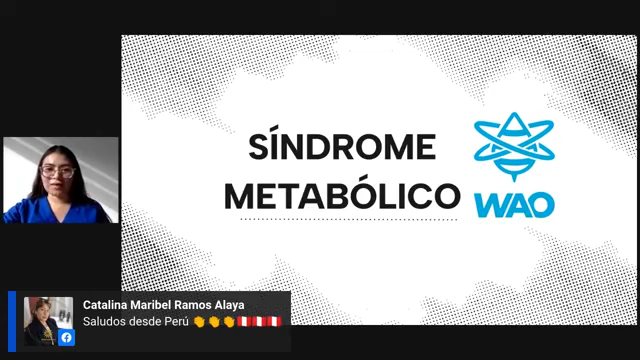 SÍNDROME
METABÓLICO
WAO
Catalina Maribel Ramos Alaya
Saludos desde Perú 👏👏👏🇵🇪🇵🇪🇵🇪